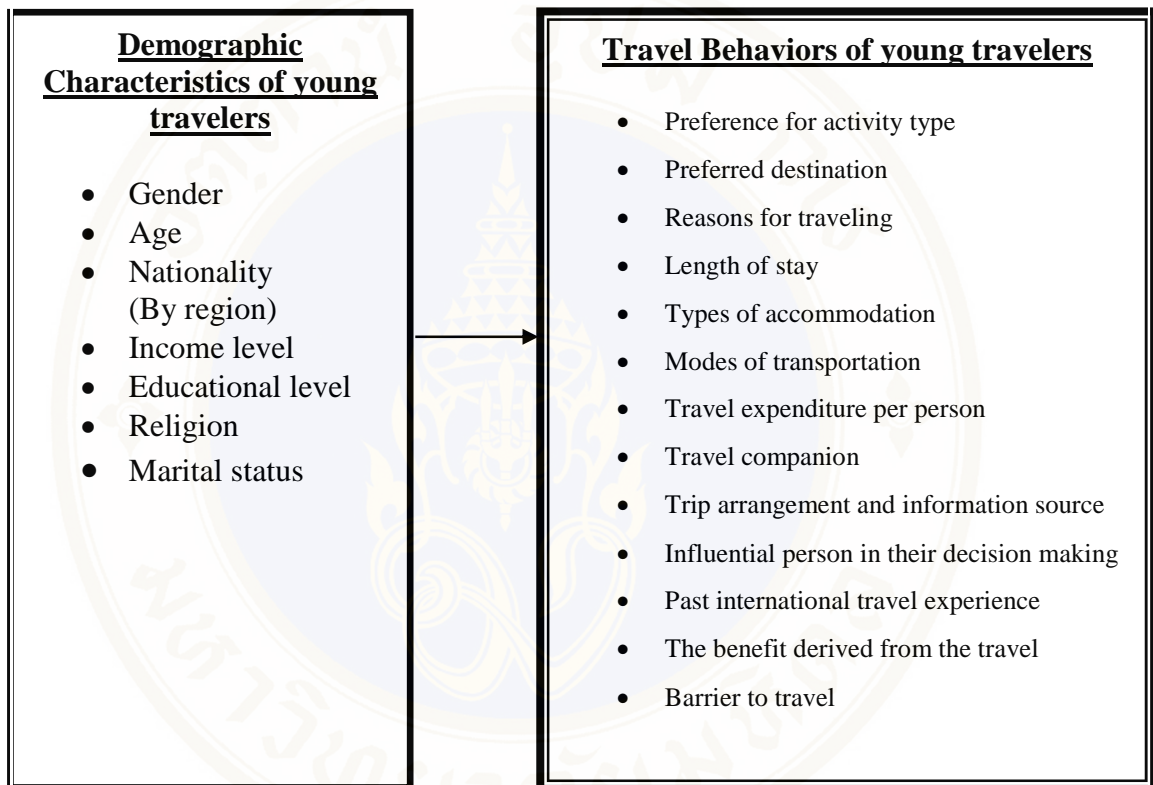 Demographic
Characteristics of young
travelers
• Gender
• Age
• Nationality
(By region)
• Income level
• Educational level
• Religion
• Marital status
Travel Behaviors of young travelers
• Preference for activity type
• Preferred destination
• Reasons for traveling
• Length of stay
• Types of accommodation
• Modes of transportation
• Travel expenditure per person
• Travel companion
• Trip arrangement and information source
• Influential person in their decision making
• Past international travel experience
• The benefit derived from the travel
• Barrier to travel